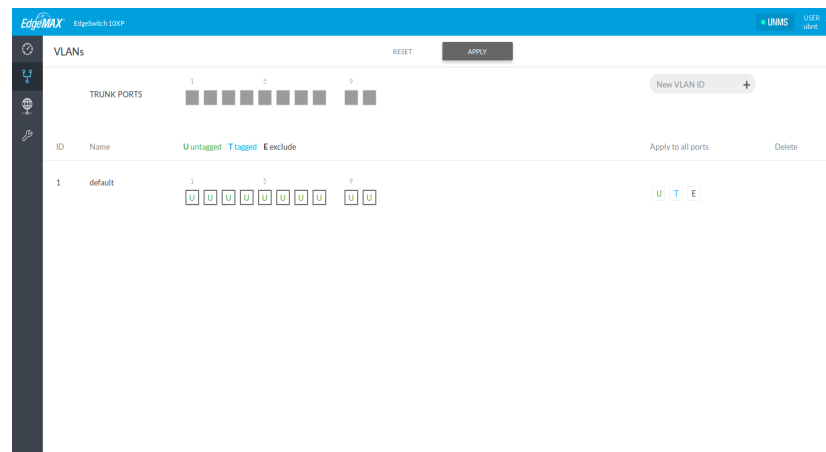 EdgeMAX EdgeSwitch 10XP UNMS USER
ubnt
VLANs RESET APPLY
1 5 9
TRUNK PORTS New VLAN ID +
ID Name U untagged T tagged E exclude Apply to all ports Delete
1 default 1 5 9
U U U U U U U U U U U T E